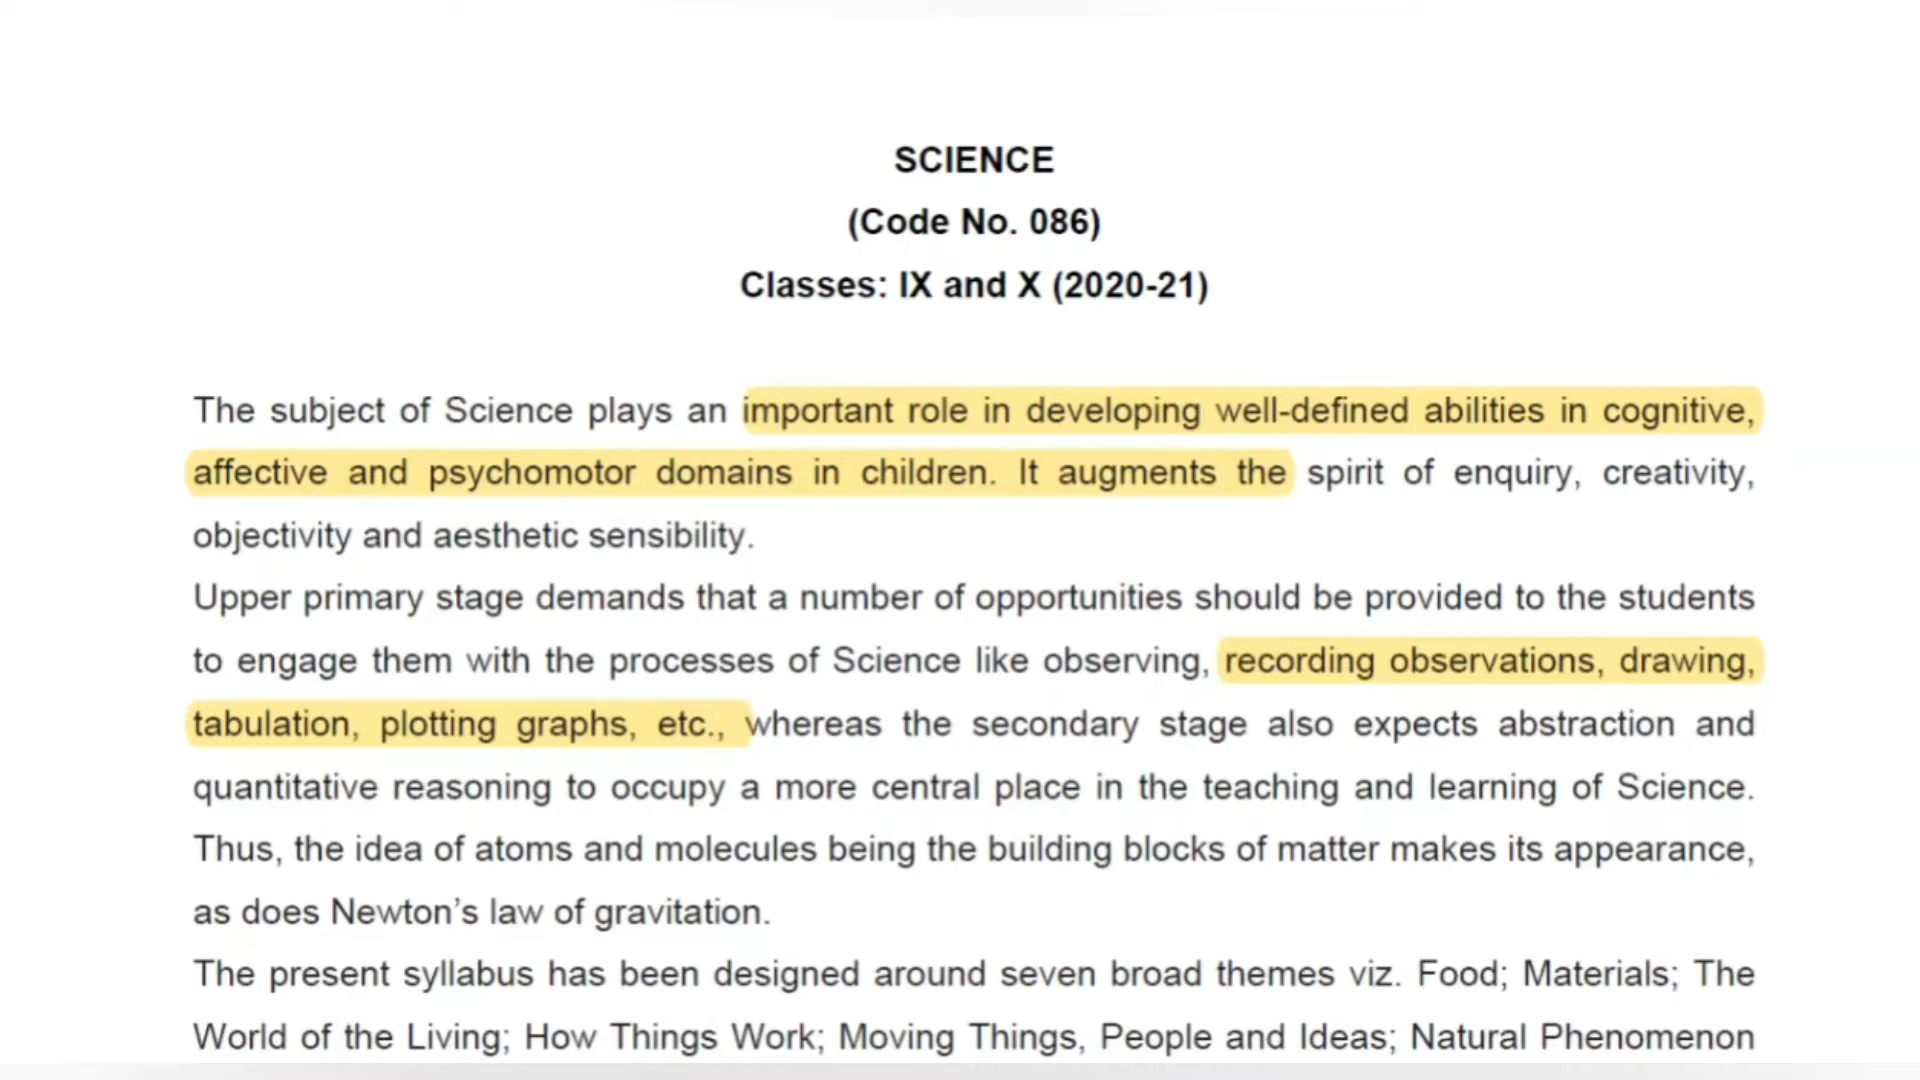 SCIENCE
(Code No. 086)
Classes: IX and X (2020-21)
The subject of Science plays an important role in developing well-defined abilities in cognitive,
affective and psychomotor domains in children. It augments the spirit of enquiry, creativity,
objectivity and aesthetic sensibility.
Upper primary stage demands that a number of opportunities should be provided to the students
to engage them with the processes of Science like observing, recording observations, drawing,
tabulation, plotting graphs, etc., whereas the secondary stage also expects abstraction and
quantitative reasoning to occupy a more central place in the teaching and learning of Science.
Thus, the idea of atoms and molecules being the building blocks of matter makes its appearance,
as does Newton’s law of gravitation.
The present syllabus has been designed around seven broad themes viz. Food; Materials; The
World of the Living; How Things Work; Moving Things, People and Ideas; Natural Phenomenon